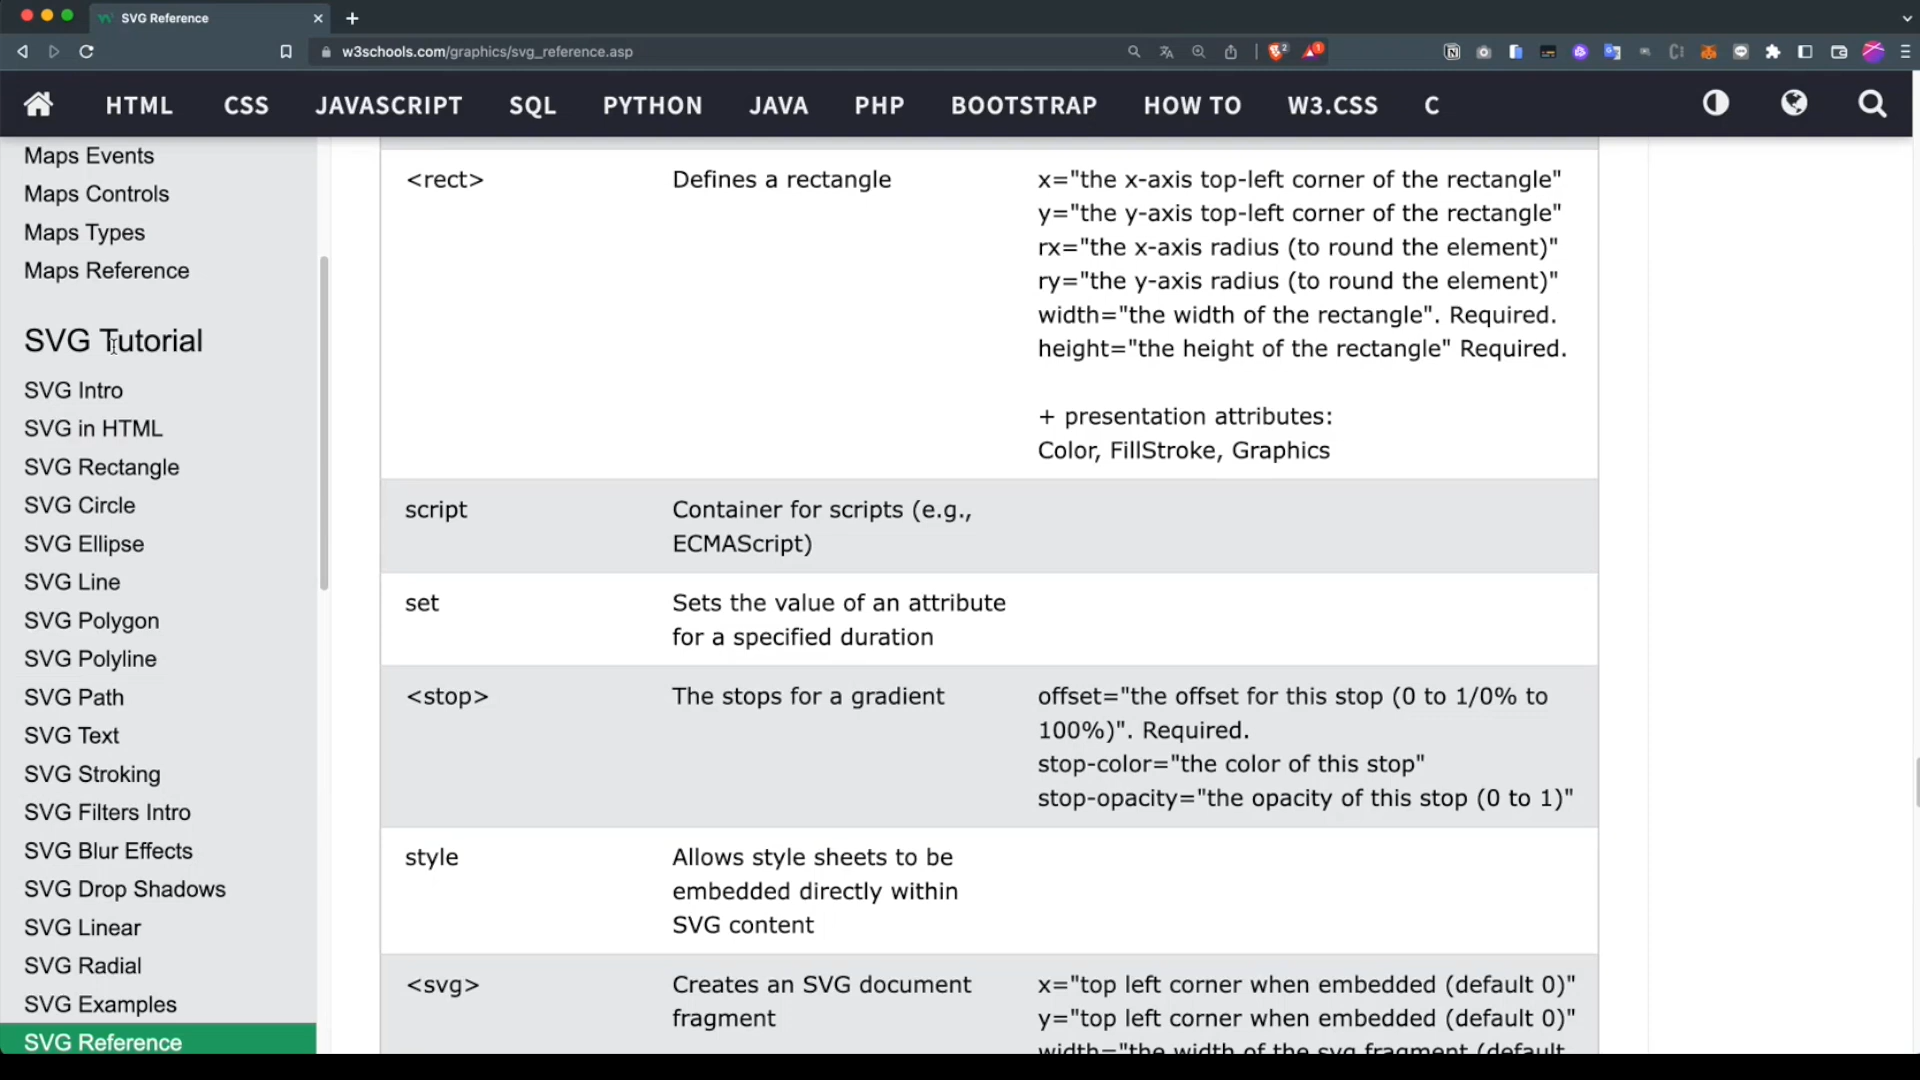 SVG Reference
w3schools.com/graphics/svg_reference.asp
2
1
HTML CSS JAVASCRIPT SQL PYTHON JAVA PHP BOOTSTRAP HOW TO W3.CSS C
Maps Events
Maps Controls
Maps Types
Maps Reference
SVG Tutorial
SVG Intro
SVG in HTML
SVG Rectangle
SVG Circle
SVG Ellipse
SVG Line
SVG Polygon
SVG Polyline
SVG Path
SVG Text
SVG Stroking
SVG Filters Intro
SVG Blur Effects
SVG Drop Shadows
SVG Linear
SVG Radial
SVG Examples
SVG Reference
<rect>
Defines a rectangle
x="the x-axis top-left corner of the rectangle"
y="the y-axis top-left corner of the rectangle"
rx="the x-axis radius (to round the element)"
ry="the y-axis radius (to round the element)"
width="the width of the rectangle". Required.
height="the height of the rectangle" Required.
+ presentation attributes:
Color, FillStroke, Graphics
script
Container for scripts (e.g.,
ECMAScript)
set
Sets the value of an attribute
for a specified duration
<stop>
The stops for a gradient
offset="the offset for this stop (0 to 1/0% to
100%)". Required.
stop-color="the color of this stop"
stop-opacity="the opacity of this stop (0 to 1)"
style
Allows style sheets to be
embedded directly within
SVG content
<svg>
Creates an SVG document
fragment
x="top left corner when embedded (default 0)"
y="top left corner when embedded (default 0)"
width="the width of the svg fragment (default